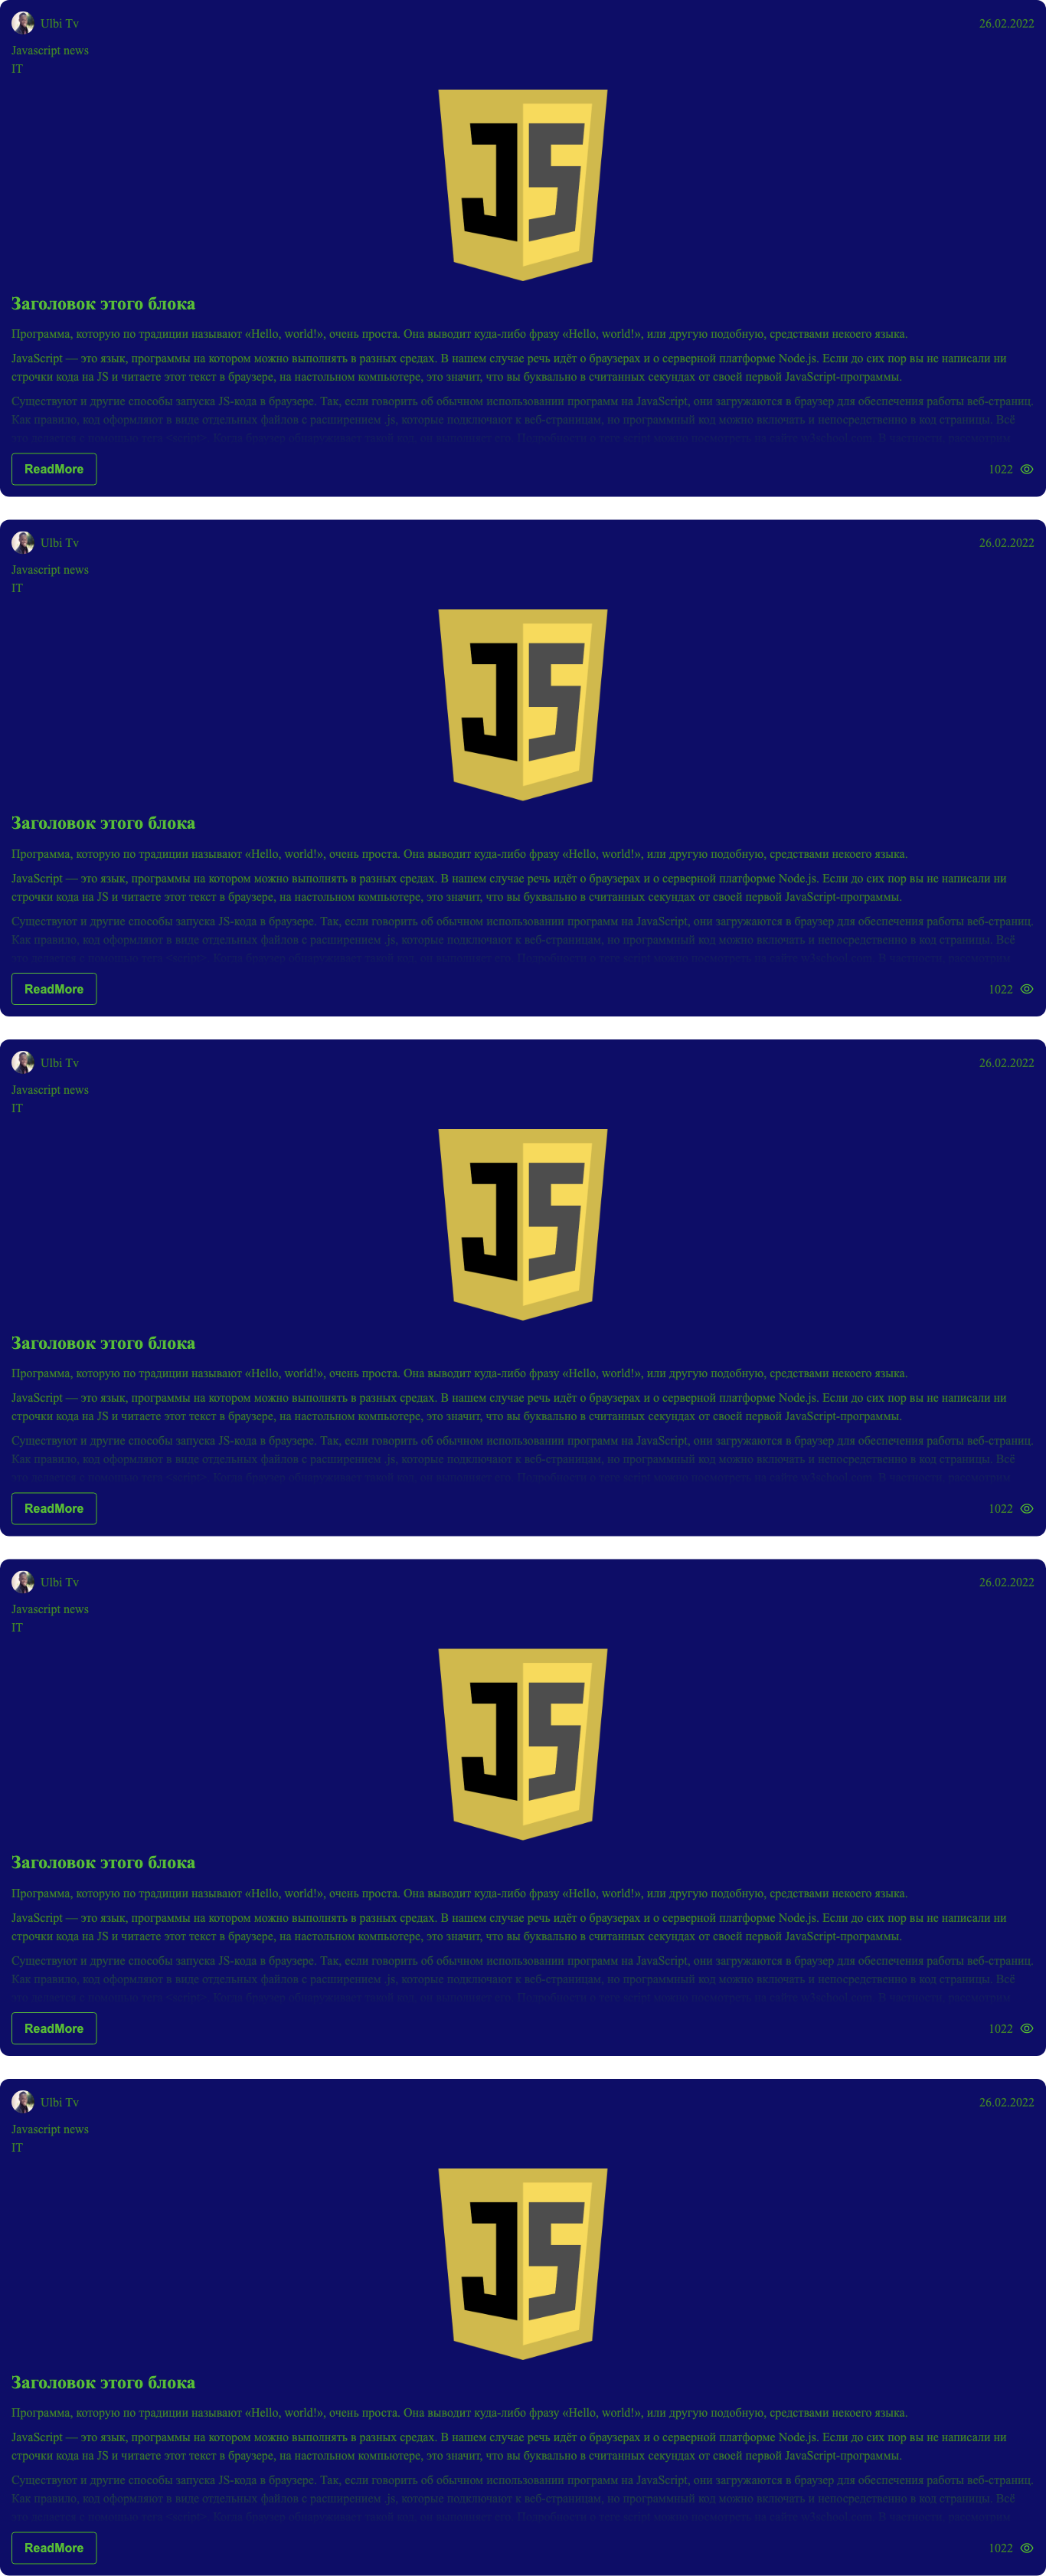 Ulbi Tv 26.02.2022
Javascript news
IT
JS
Заголовок этого блока
Программа, которую по традиции называют «Hello, world!», очень проста. Она выводит куда-либо фразу «Hello, world!», или другую подобную, средствами некоего языка.
JavaScript — это язык, программы на котором можно выполнять в разных средах. В нашем случае речь идёт о браузерах и о серверной платформе Node.js. Если до сих пор вы не написали ни
строчки кода на JS и читаете этот текст в браузере, на настольном компьютере, это значит, что вы буквально в считанных секундах от своей первой JavaScript-программы.
Существуют и другие способы запуска JS-кода в браузере. Так, если говорить об обычном использовании программ на JavaScript, они загружаются в браузер для обеспечения работы веб-страниц.
Как правило, код оформляют в виде отдельных файлов с расширением .js, которые подключают к веб-страницам, но программный код можно включать и непосредственно в код страницы. Всё
ReadMore 1022
Ulbi Tv 26.02.2022
Javascript news
IT
JS
Заголовок этого блока
Программа, которую по традиции называют «Hello, world!», очень проста. Она выводит куда-либо фразу «Hello, world!», или другую подобную, средствами некоего языка.
JavaScript — это язык, программы на котором можно выполнять в разных средах. В нашем случае речь идёт о браузерах и о серверной платформе Node.js. Если до сих пор вы не написали ни
строчки кода на JS и читаете этот текст в браузере, на настольном компьютере, это значит, что вы буквально в считанных секундах от своей первой JavaScript-программы.
Существуют и другие способы запуска JS-кода в браузере. Так, если говорить об обычном использовании программ на JavaScript, они загружаются в браузер для обеспечения работы веб-страниц.
Как правило, код оформляют в виде отдельных файлов с расширением .js, которые подключают к веб-страницам, но программный код можно включать и непосредственно в код страницы. Всё
ReadMore 1022
Ulbi Tv 26.02.2022
Javascript news
IT
JS
Заголовок этого блока
Программа, которую по традиции называют «Hello, world!», очень проста. Она выводит куда-либо фразу «Hello, world!», или другую подобную, средствами некоего языка.
JavaScript — это язык, программы на котором можно выполнять в разных средах. В нашем случае речь идёт о браузерах и о серверной платформе Node.js. Если до сих пор вы не написали ни
строчки кода на JS и читаете этот текст в браузере, на настольном компьютере, это значит, что вы буквально в считанных секундах от своей первой JavaScript-программы.
Существуют и другие способы запуска JS-кода в браузере. Так, если говорить об обычном использовании программ на JavaScript, они загружаются в браузер для обеспечения работы веб-страниц.
Как правило, код оформляют в виде отдельных файлов с расширением .js, которые подключают к веб-страницам, но программный код можно включать и непосредственно в код страницы. Всё
ReadMore 1022
Ulbi Tv 26.02.2022
Javascript news
IT
JS
Заголовок этого блока
Программа, которую по традиции называют «Hello, world!», очень проста. Она выводит куда-либо фразу «Hello, world!», или другую подобную, средствами некоего языка.
JavaScript — это язык, программы на котором можно выполнять в разных средах. В нашем случае речь идёт о браузерах и о серверной платформе Node.js. Если до сих пор вы не написали ни
строчки кода на JS и читаете этот текст в браузере, на настольном компьютере, это значит, что вы буквально в считанных секундах от своей первой JavaScript-программы.
Существуют и другие способы запуска JS-кода в браузере. Так, если говорить об обычном использовании программ на JavaScript, они загружаются в браузер для обеспечения работы веб-страниц.
Как правило, код оформляют в виде отдельных файлов с расширением .js, которые подключают к веб-страницам, но программный код можно включать и непосредственно в код страницы. Всё
ReadMore 1022
Ulbi Tv 26.02.2022
Javascript news
IT
JS
Заголовок этого блока
Программа, которую по традиции называют «Hello, world!», очень проста. Она выводит куда-либо фразу «Hello, world!», или другую подобную, средствами некоего языка.
JavaScript — это язык, программы на котором можно выполнять в разных средах. В нашем случае речь идёт о браузерах и о серверной платформе Node.js. Если до сих пор вы не написали ни
строчки кода на JS и читаете этот текст в браузере, на настольном компьютере, это значит, что вы буквально в считанных секундах от своей первой JavaScript-программы.
Существуют и другие способы запуска JS-кода в браузере. Так, если говорить об обычном использовании программ на JavaScript, они загружаются в браузер для обеспечения работы веб-страниц.
Как правило, код оформляют в виде отдельных файлов с расширением .js, которые подключают к веб-страницам, но программный код можно включать и непосредственно в код страницы. Всё
ReadMore 1022